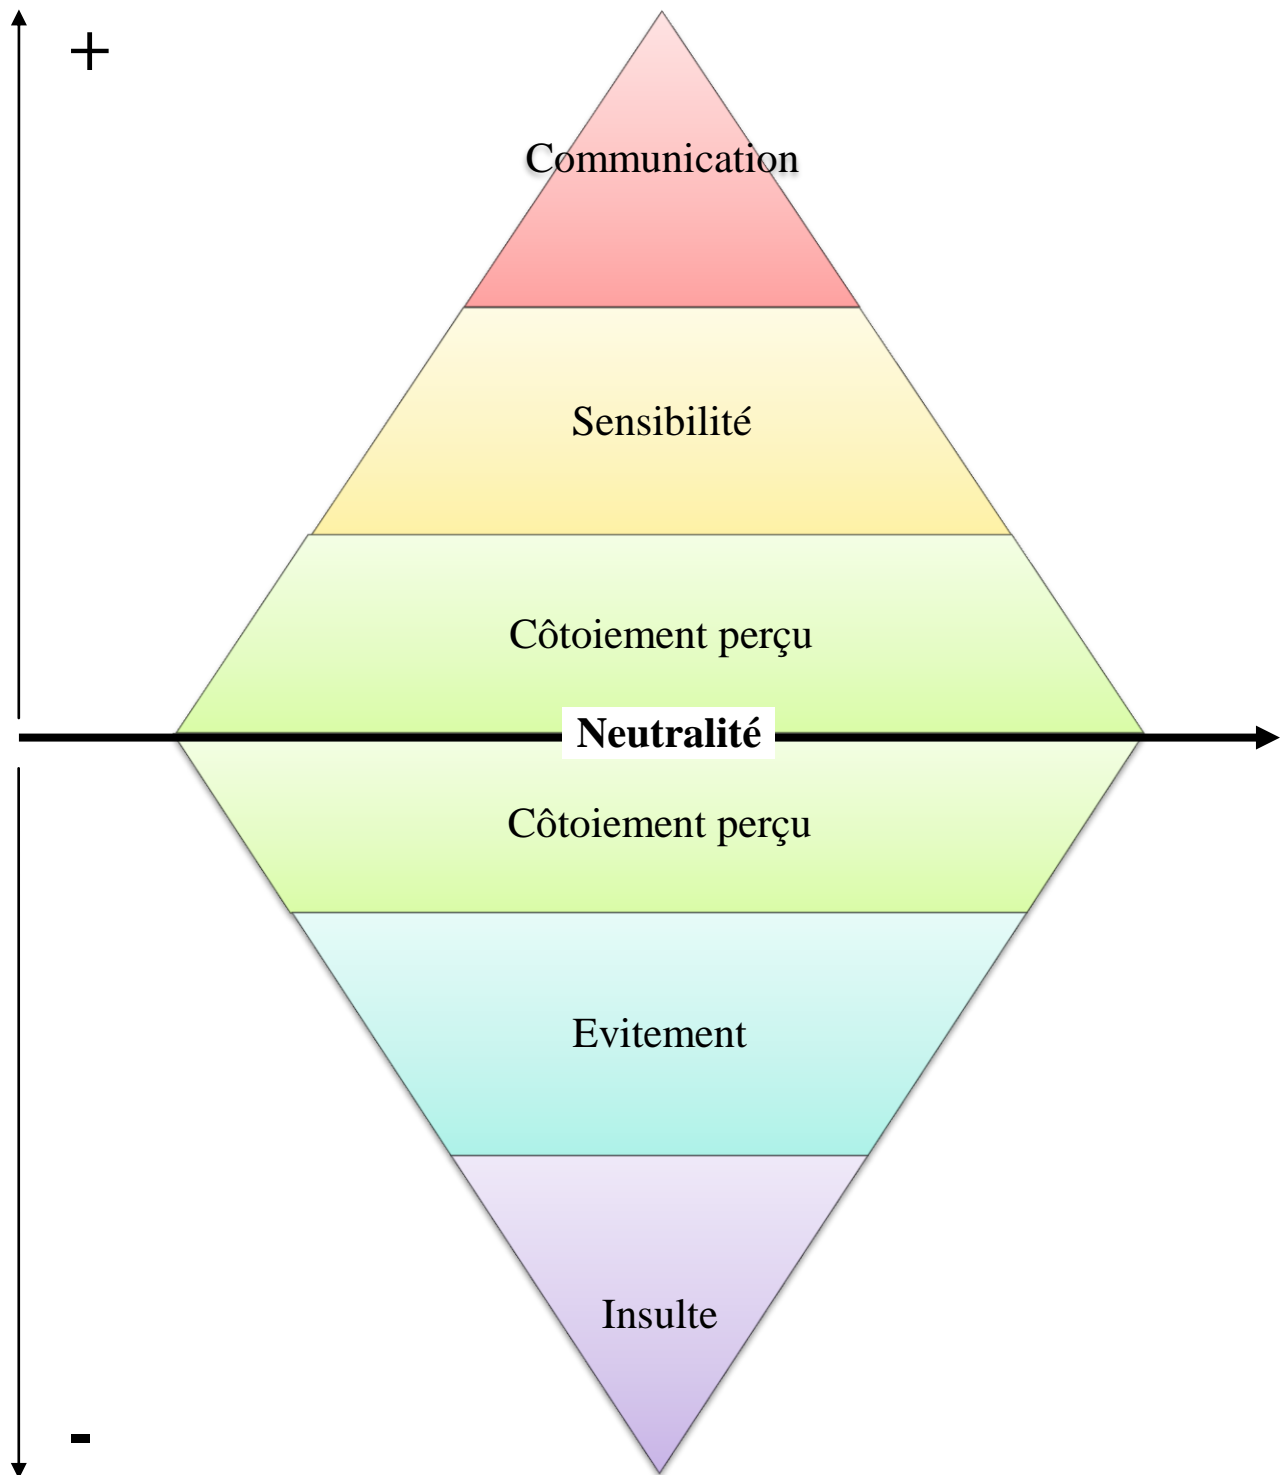 +
Communication
Sensibilité
Côtoiement perçu
Neutralité
Côtoiement perçu
Evitement
Insulte
-